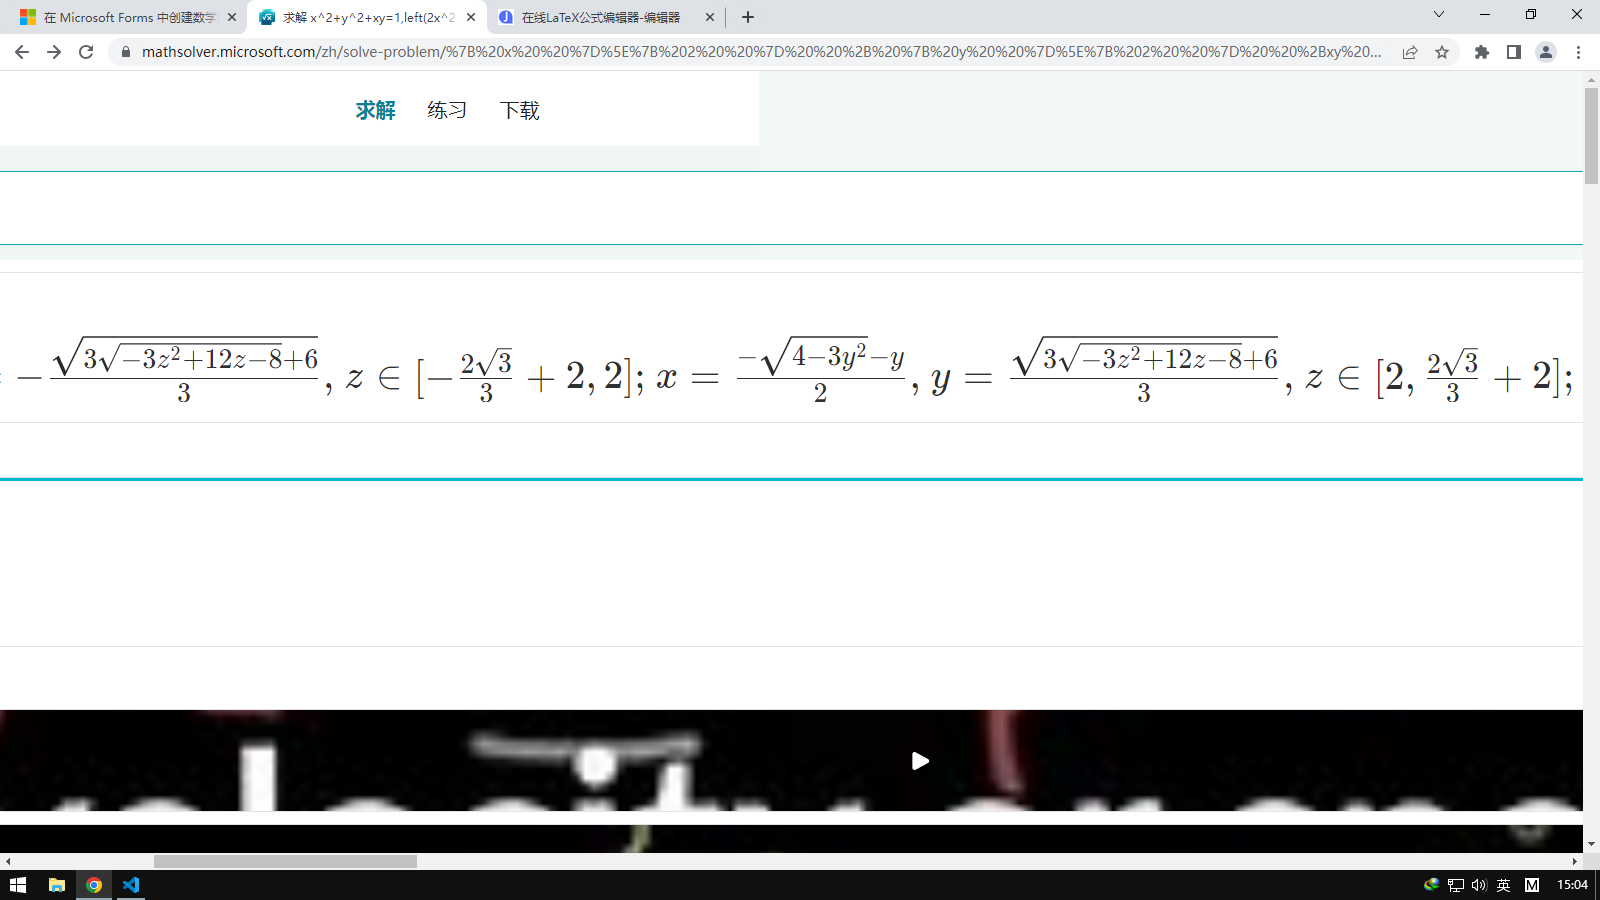 在 Microsoft Forms 中创建数学
求解 x^2+y^2+xy=1,left(2x^2
在线LaTeX公式编辑器-编辑器
mathsolver.microsoft.com/zh/solve-problem/%7B%20x%20%20%7D%5E%7B%202%20%20%7D%20%20%2B%20%7B%20y%20%20%7D%5E%7B%202%20%20%7D%20%20%2Bxy%20...
求解 练习 下载
−\frac{\sqrt{3\sqrt{−3z^2+12z−8}+6}}{3}, z ∈ [−\frac{2\sqrt{3}}{3} + 2, 2]; x = \frac{−\sqrt{4−3y^2}−y}{2}, y = \frac{\sqrt{3\sqrt{−3z^2+12z−8}+6}}{3}, z ∈ [2, \frac{2\sqrt{3}}{3} + 2];
英 M 15:04